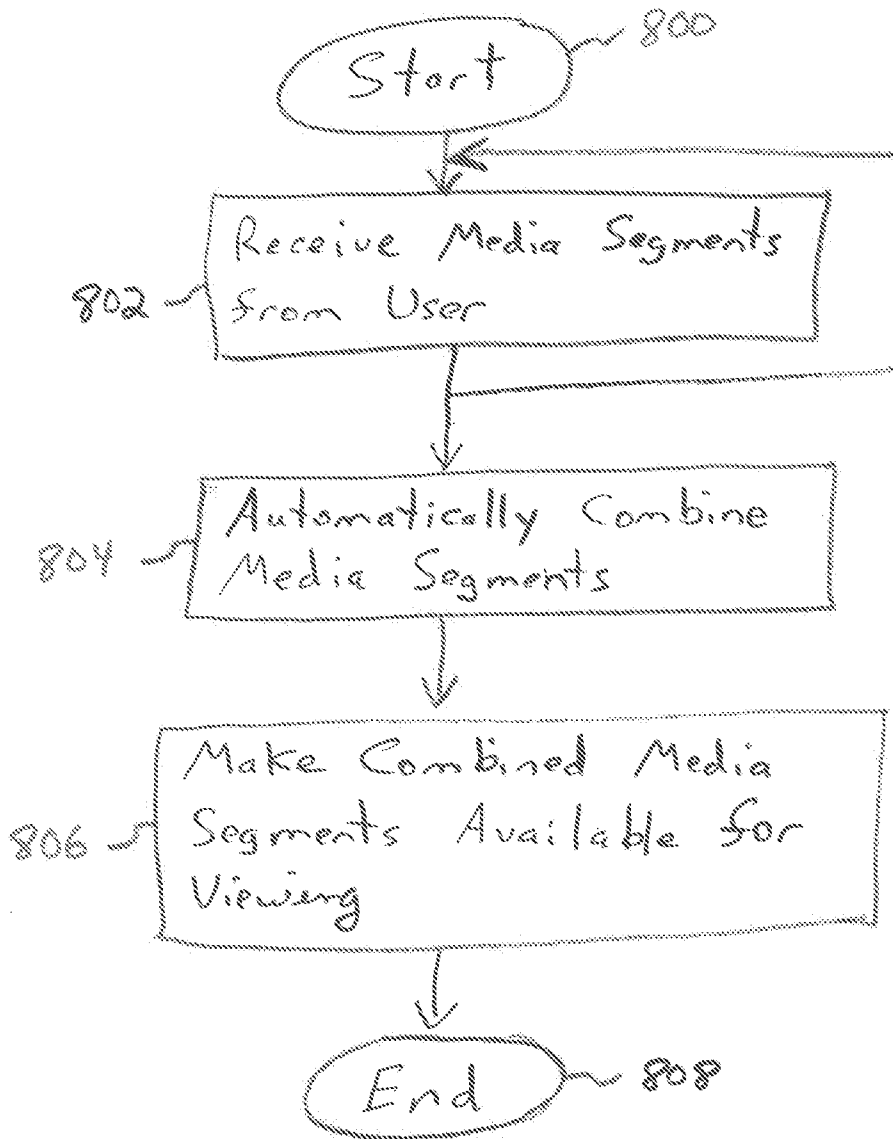 800
Start
Receive Media Segments
802
from User
Automatically Combine
804
Media Segments
Make Combined Media
806
Segments Available for
Viewing
End
808